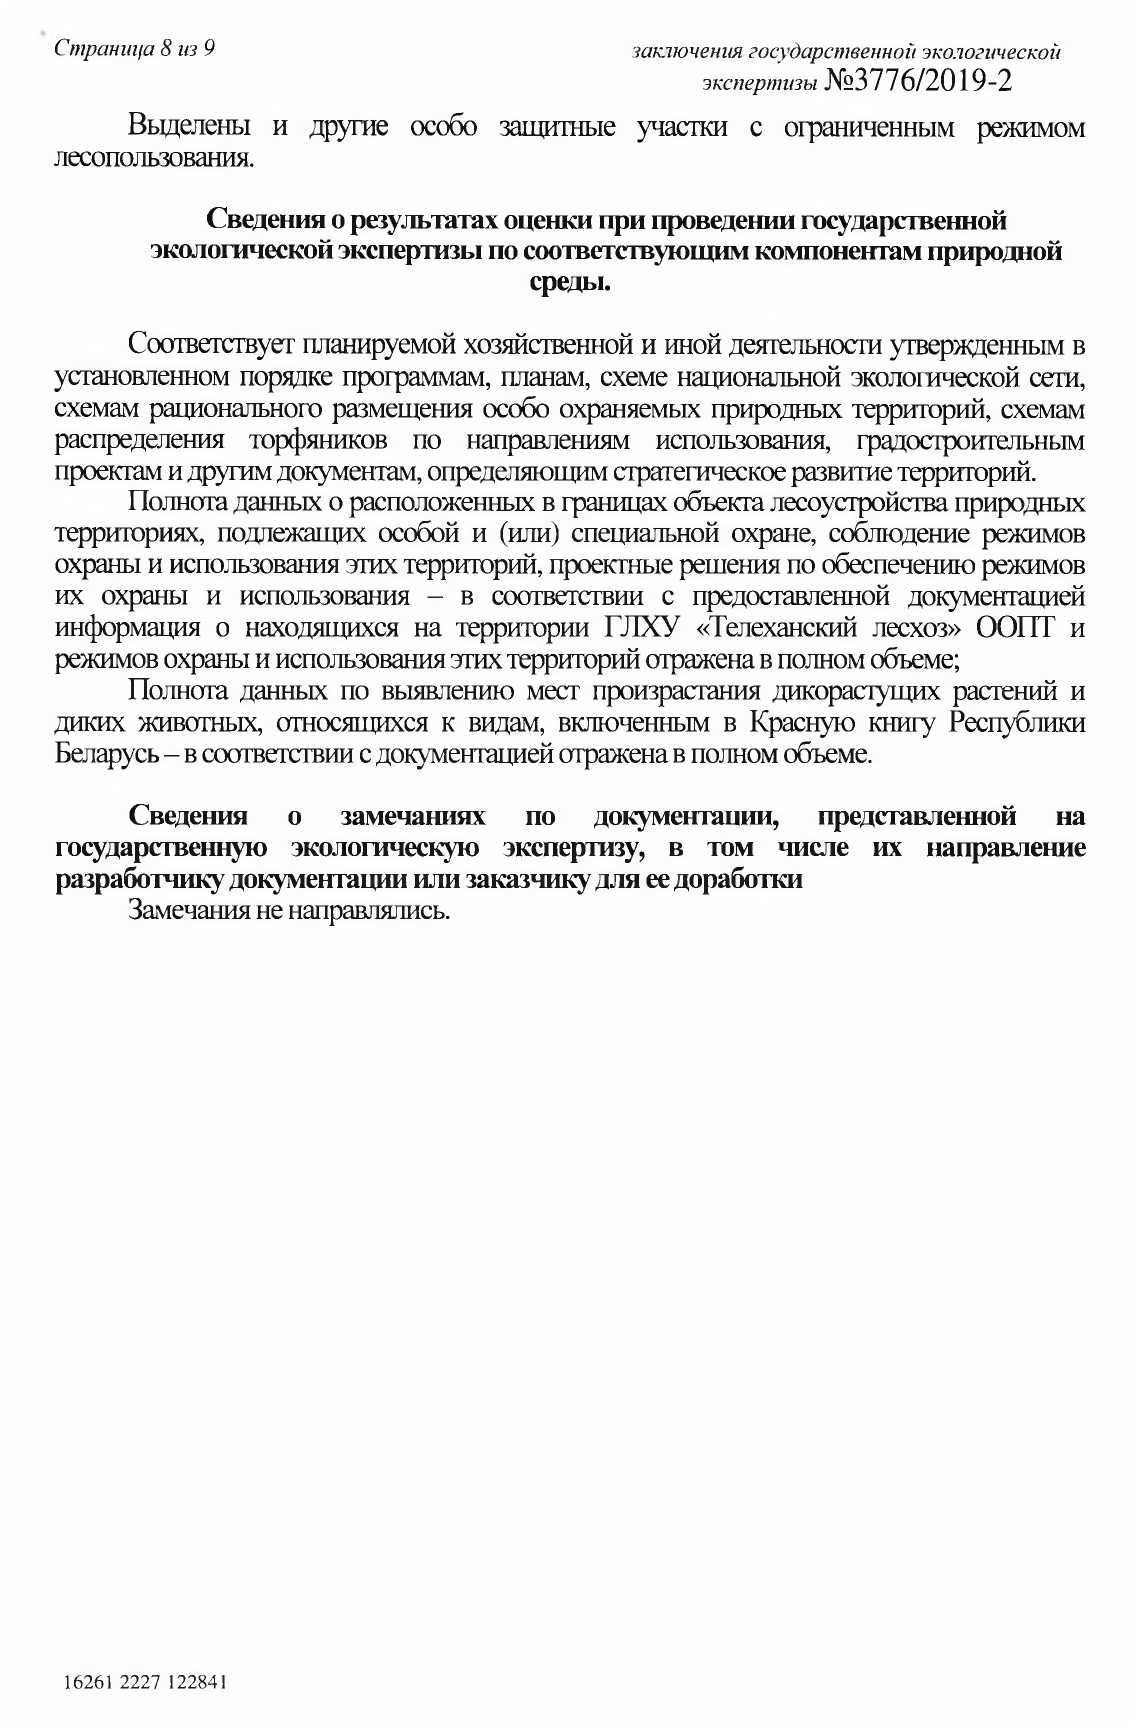 Страница 8 из 9
заключения государственной экологической
экспертизы №3776/2019-2
Выделены и другие особо защитные участки с ограниченным режимом
лесопользования.
Сведения о результатах оценки при проведении государственной
экологической экспертизы по соответствующим компонентам природной
среды.
Соответствует планируемой хозяйственной и иной деятельности утвержденным в
установленном порядке программам, планам, схеме национальной экологической сети,
схемам рационального размещения особо охраняемых природных территорий, схемам
распределения торфяников по направлениям использования, градостроительным
проектам и другим документам, определяющим стратегическое развитие территорий.
Полнота данных о расположенных в границах объекта лесоустройства природных
территориях, подлежащих особой и (или) специальной охране, соблюдение режимов
охраны и использования этих территорий, проектные решения по обеспечению режимов
их охраны и использования – в соответствии с предоставленной документацией
информация о находящихся на территории ГЛХУ «Телеханский лесхоз» ООПТ и
режимов охраны и использования этих территорий отражена в полном объеме;
Полнота данных по выявлению мест произрастания дикорастущих растений и
диких животных, относящихся к видам, включенным в Красную книгу Республики
Беларусь – в соответствии с документацией отражена в полном объеме.
Сведения о замечаниях по документации, представленной на
государственную экологическую экспертизу, в том числе их направление
разработчику документации или заказчику для ее доработки
Замечания не направлялись.
16261 2227 122841